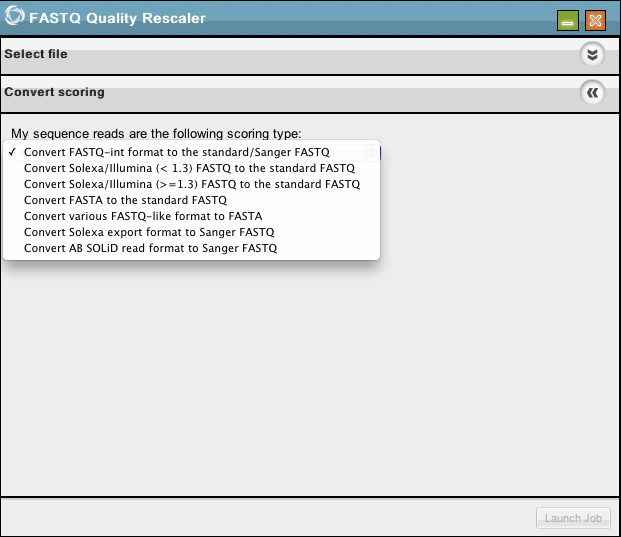 FASTQ Quality Rescaler
Select file
Convert scoring
My sequence reads are the following scoring type:
✓ Convert FASTQ-int format to the standard/Sanger FASTQ
Convert Solexa/Illumina (< 1.3) FASTQ to the standard FASTQ
Convert Solexa/Illumina (>=1.3) FASTQ to the standard FASTQ
Convert FASTA to the standard FASTQ
Convert various FASTQ-like format to FASTA
Convert Solexa export format to Sanger FASTQ
Convert AB SOLiD read format to Sanger FASTQ
Launch Job